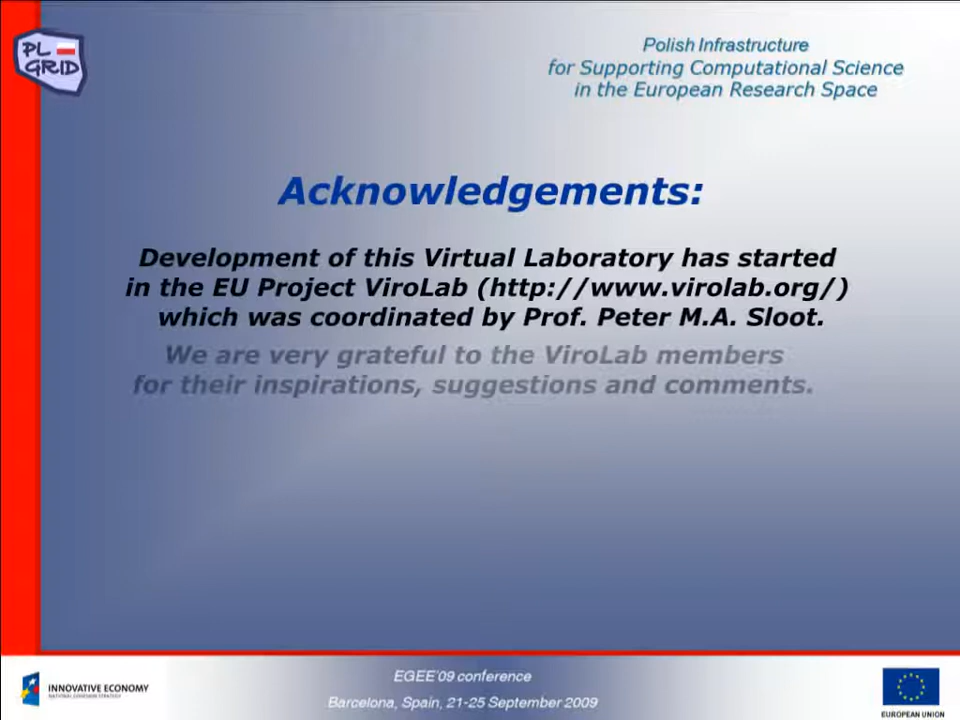 PL
GRID
Polish Infrastructure
for Supporting Computational Science
in the European Research Space
Acknowledgements:
Development of this Virtual Laboratory has started
in the EU Project ViroLab (http://www.virolab.org/)
which was coordinated by Prof. Peter M.A. Sloot.
We are very grateful to the ViroLab members
for their inspirations, suggestions and comments.
INNOVATIVE ECONOMY
NATIONAL COHESION STRATEGY
EGEE'09 conference
Barcelona, Spain, 21-25 September 2009
EUROPEAN UNION